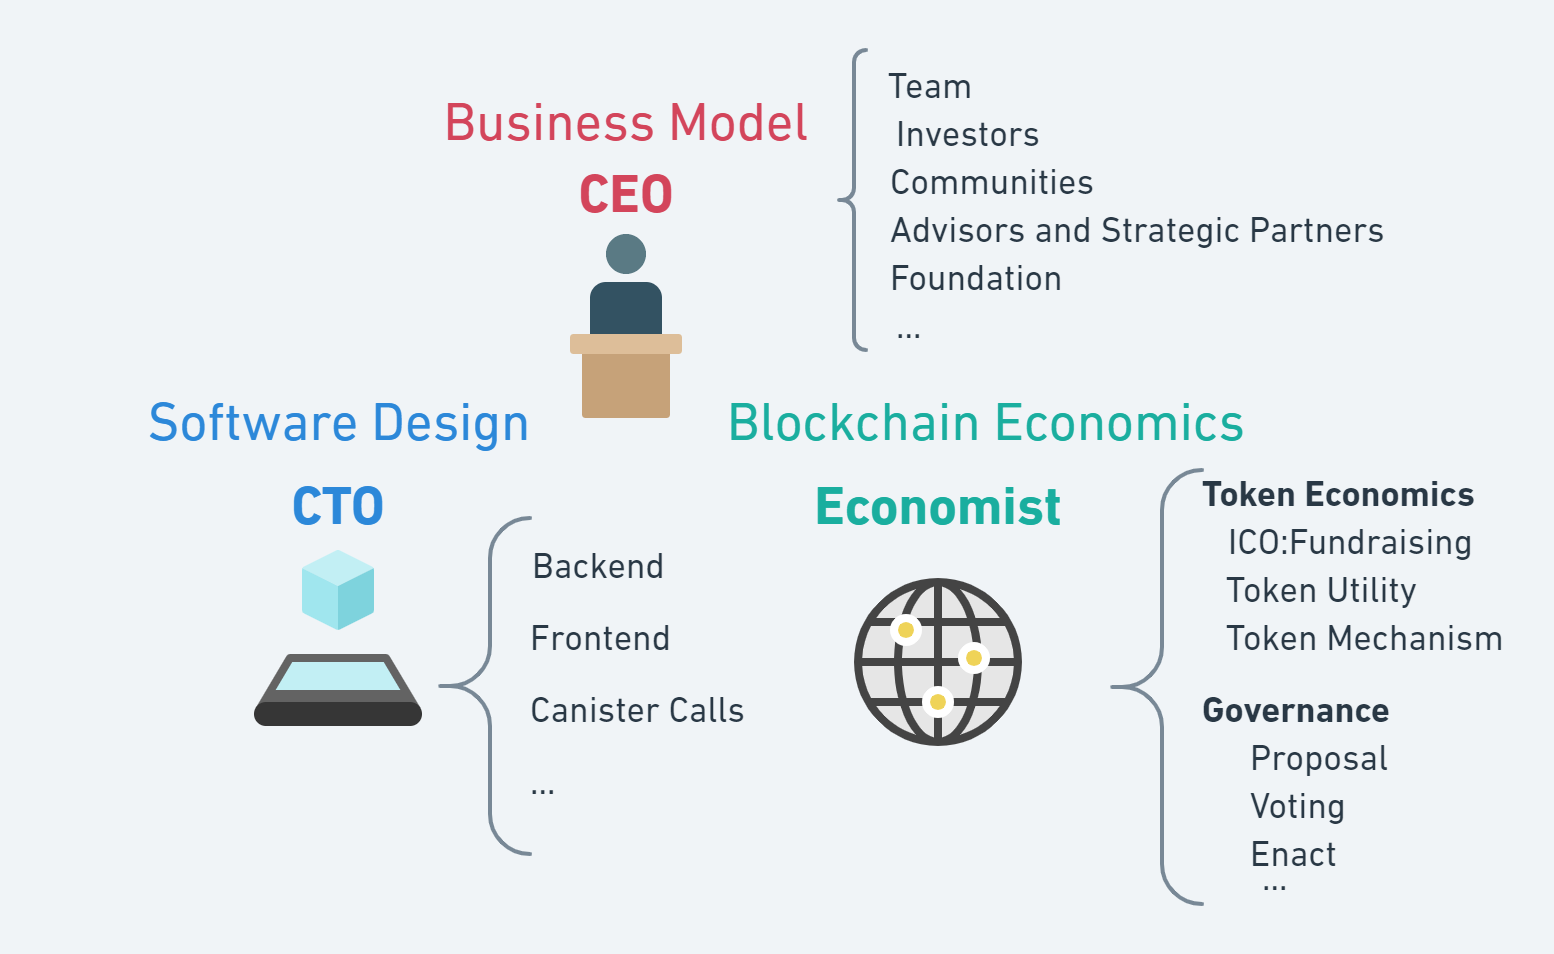 Business Model
CEO
Team
Investors
Communities
Advisors and Strategic Partners
Foundation
...
Software Design
CTO
Backend
Frontend
Canister Calls
...
Blockchain Economics
Economist
Token Economics
ICO:Fundraising
Token Utility
Token Mechanism
Governance
Proposal
Voting
Enact
...